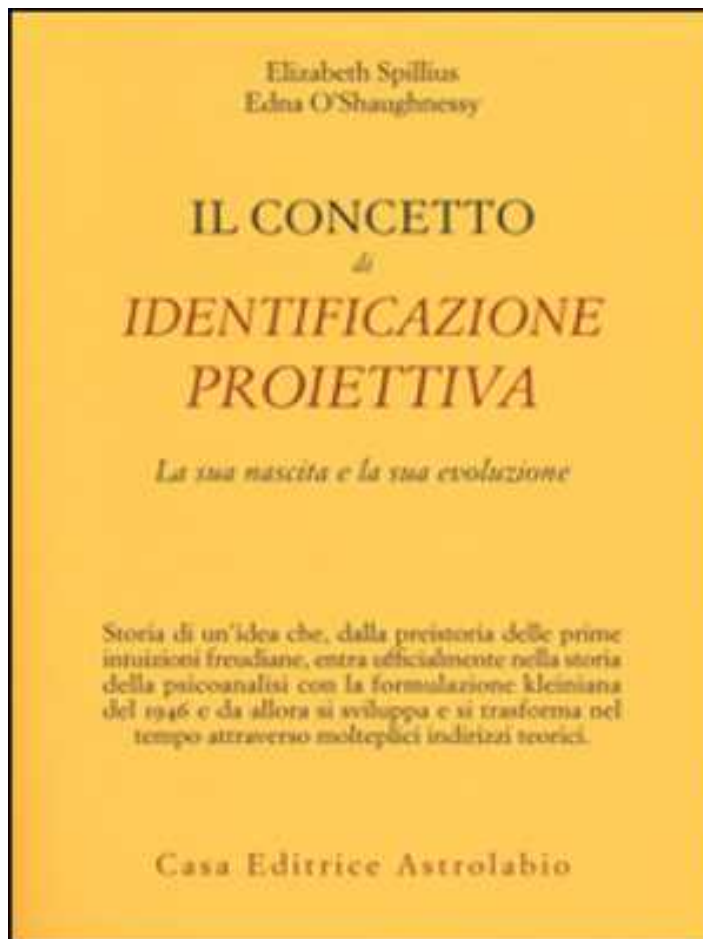 Elizabeth Spillius
Edna O'Shaughnessy
IL CONCETTO
di
IDENTIFICAZIONE
PROIETTIVA
La sua nascita e la sua evoluzione
Storia di un'idea che, dalla preistoria delle prime
intuizioni freudiane, entra ufficialmente nella storia
della psicoanalisi con la formulazione kleiniana
del 1946 e da allora si sviluppa e si trasforma nel
tempo attraverso molteplici indirizzi teorici.
Casa Editrice Astrolabio